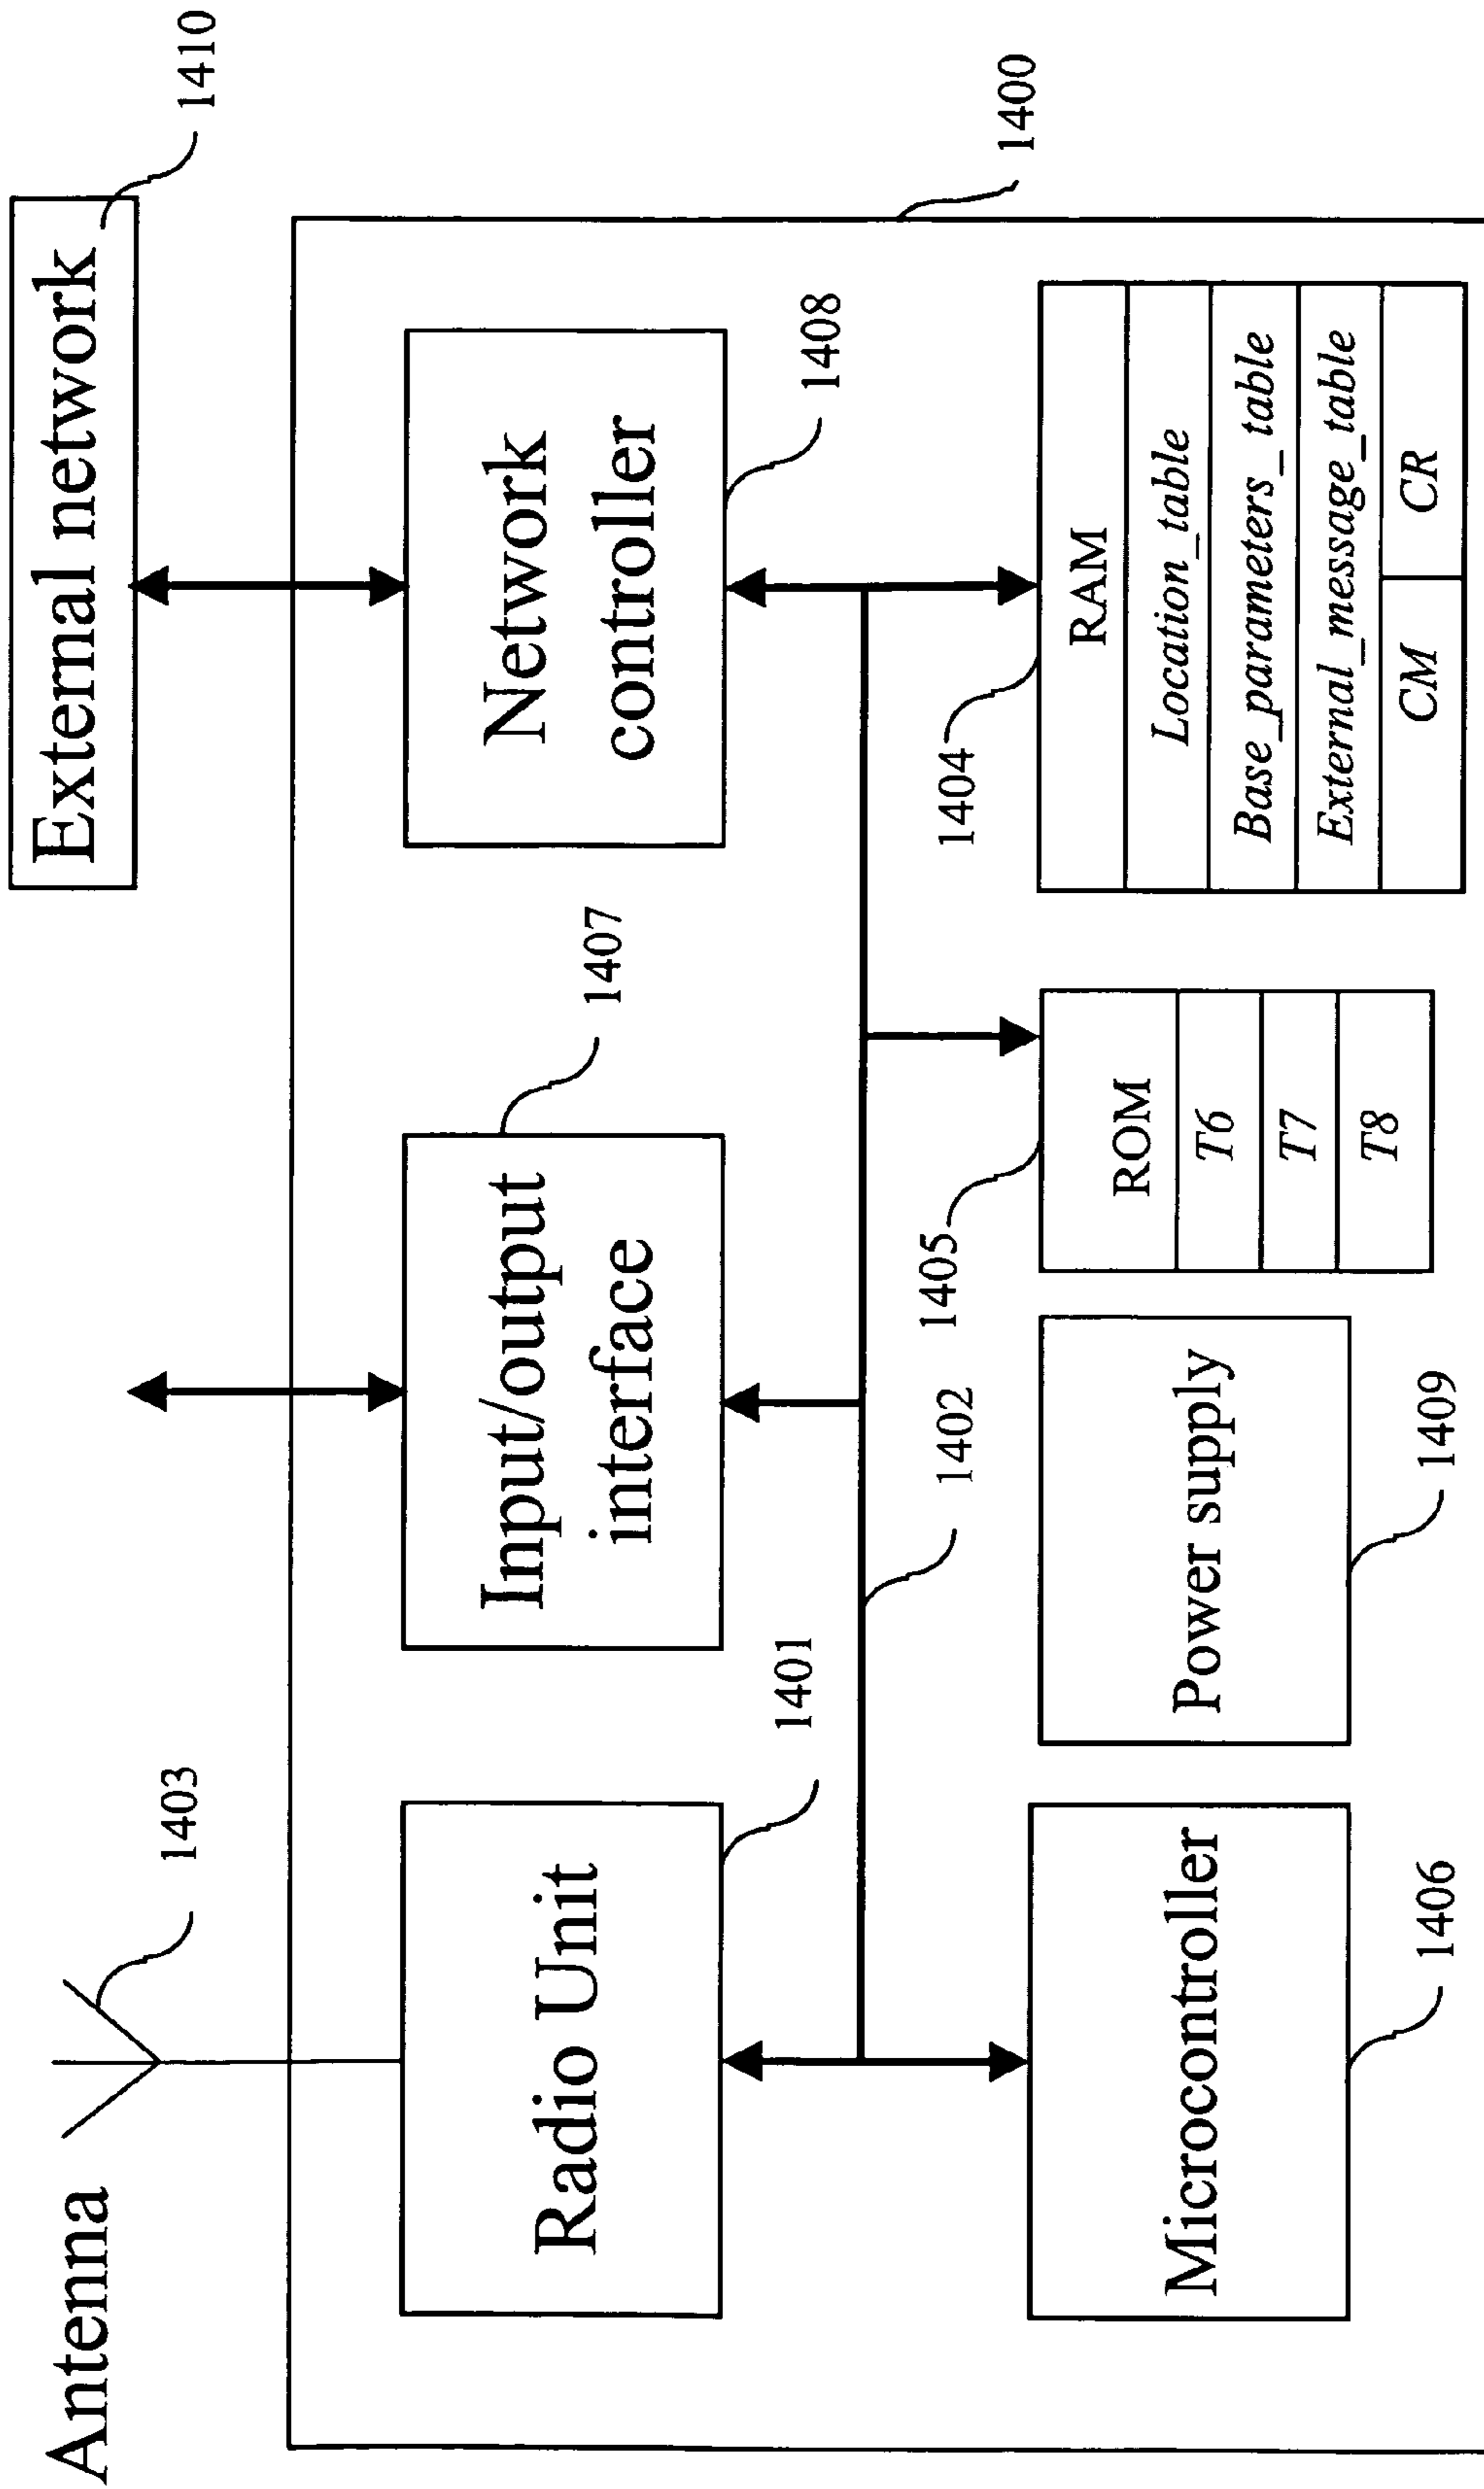 External network
1410
Antenna
1403
1400
Radio Unit
1401
Input/output
interface
1407
Network
controller
1408
1402
Microcontroller
1406
Power supply
1409
1405
ROM
T6
T7
T8
1404
RAM
Location_table
Base_parameters_table
External_message_table
CM CR